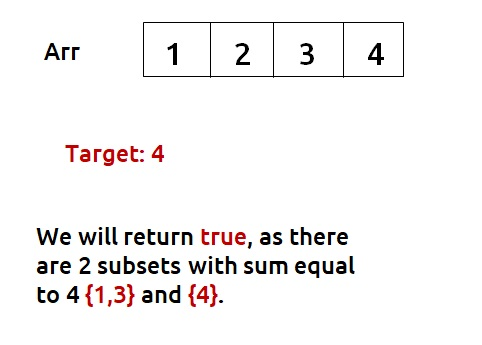 Arr 1 2 3 4
Target: 4
We will return true, as there
are 2 subsets with sum equal
to 4 {1,3} and {4}.